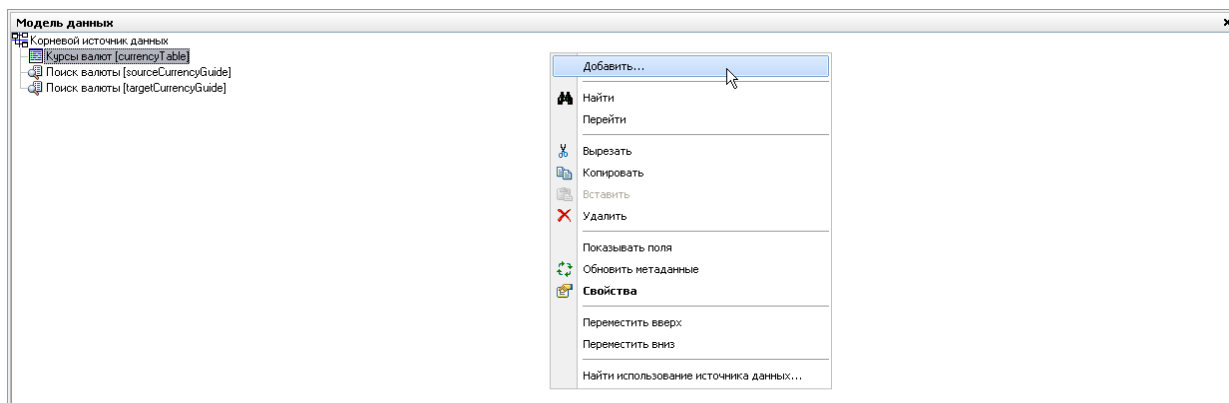 Модель данных
Корневой источник данных
Курсы валют [currencyTable]
Поиск валюты [sourceCurrencyGuide]
Поиск валюты [targetCurrencyGuide]
Добавить...
Найти
Перейти
Вырезать
Копировать
Вставить
Удалить
Показывать поля
Обновить метаданные
Свойства
Переместить вверх
Переместить вниз
Найти использование источника данных...